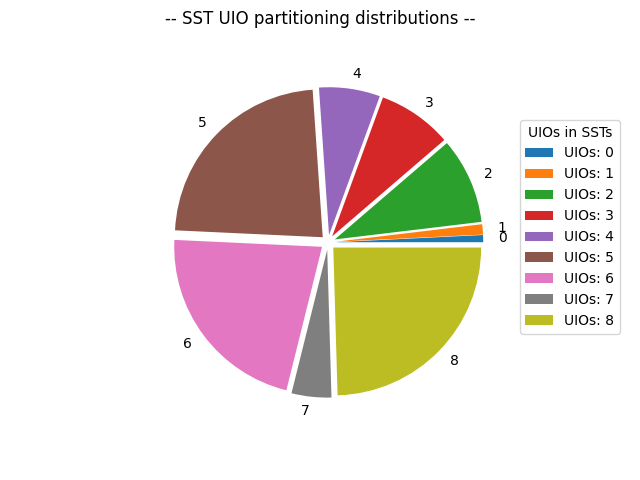 -- SST UIO partitioning distributions --
4
3
5
2
1
0
6
8
7
UIOs in SSTs
UIOs: 0
UIOs: 1
UIOs: 2
UIOs: 3
UIOs: 4
UIOs: 5
UIOs: 6
UIOs: 7
UIOs: 8